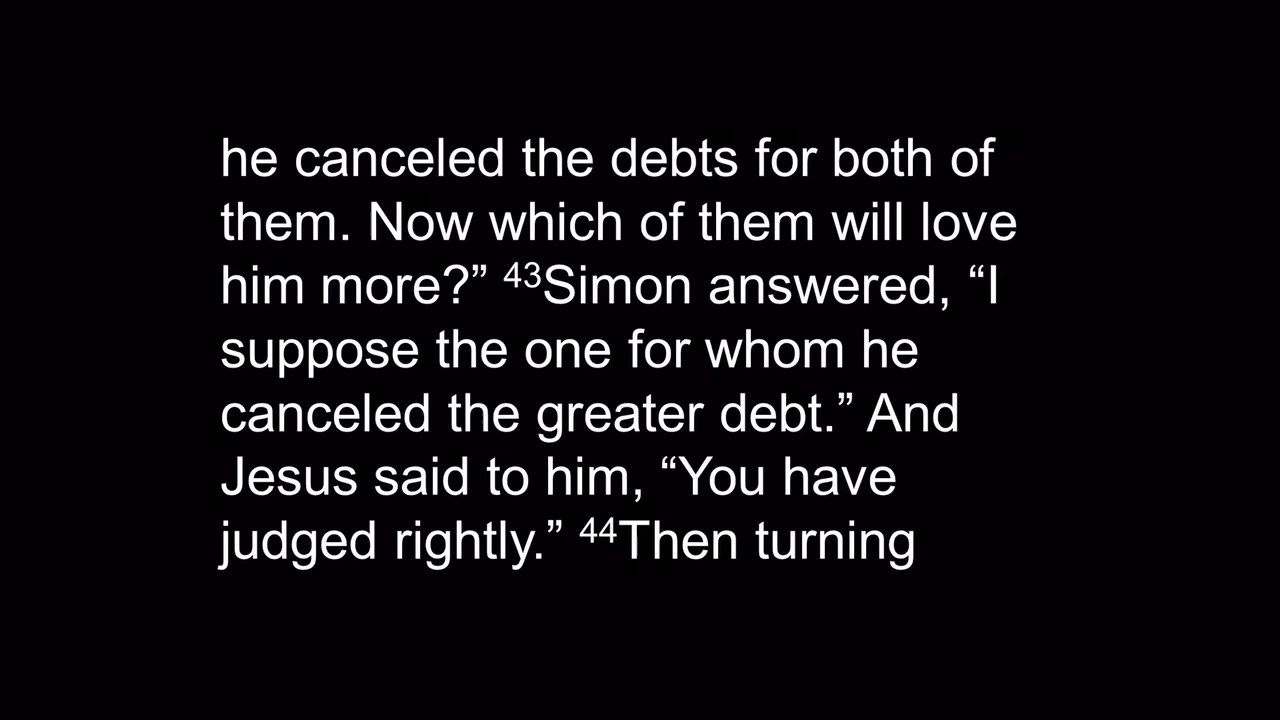 he canceled the debts for both of
them. Now which of them will love
him more?” ⁴³Simon answered, “I
suppose the one for whom he
canceled the greater debt.” And
Jesus said to him, “You have
judged rightly.” ⁴⁴Then turning